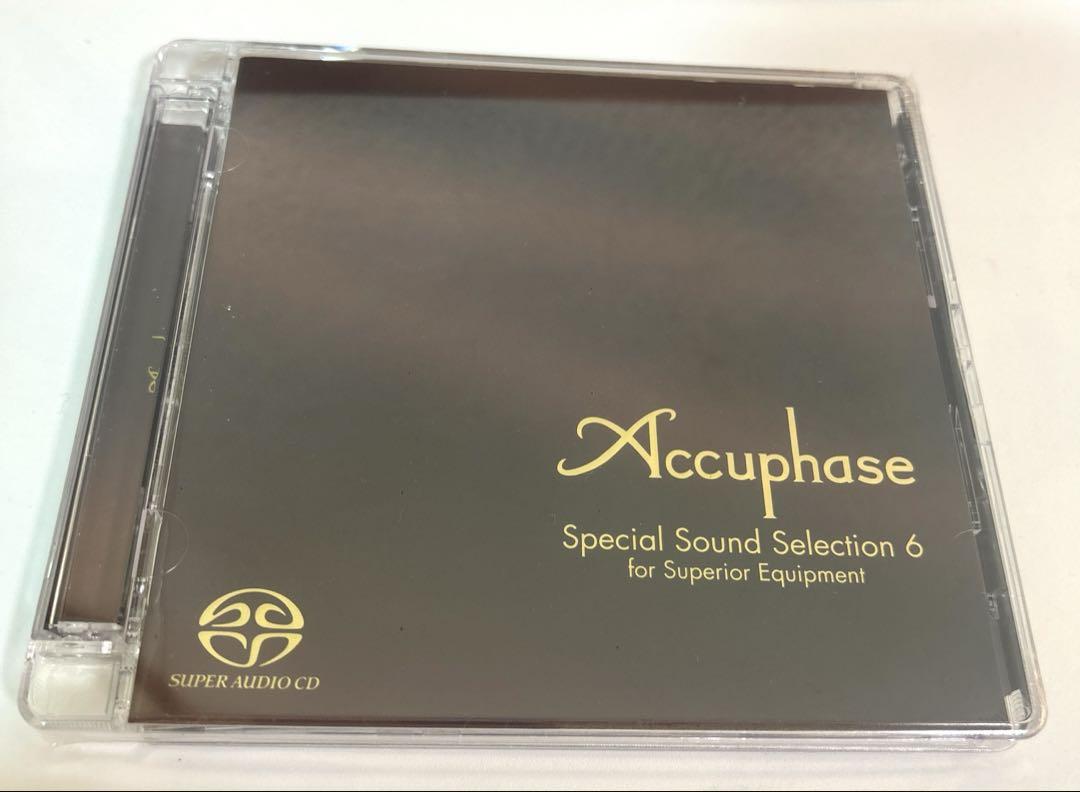 Accuphase
Special Sound Selection 6
for Superior Equipment
SUPER AUDIO CD